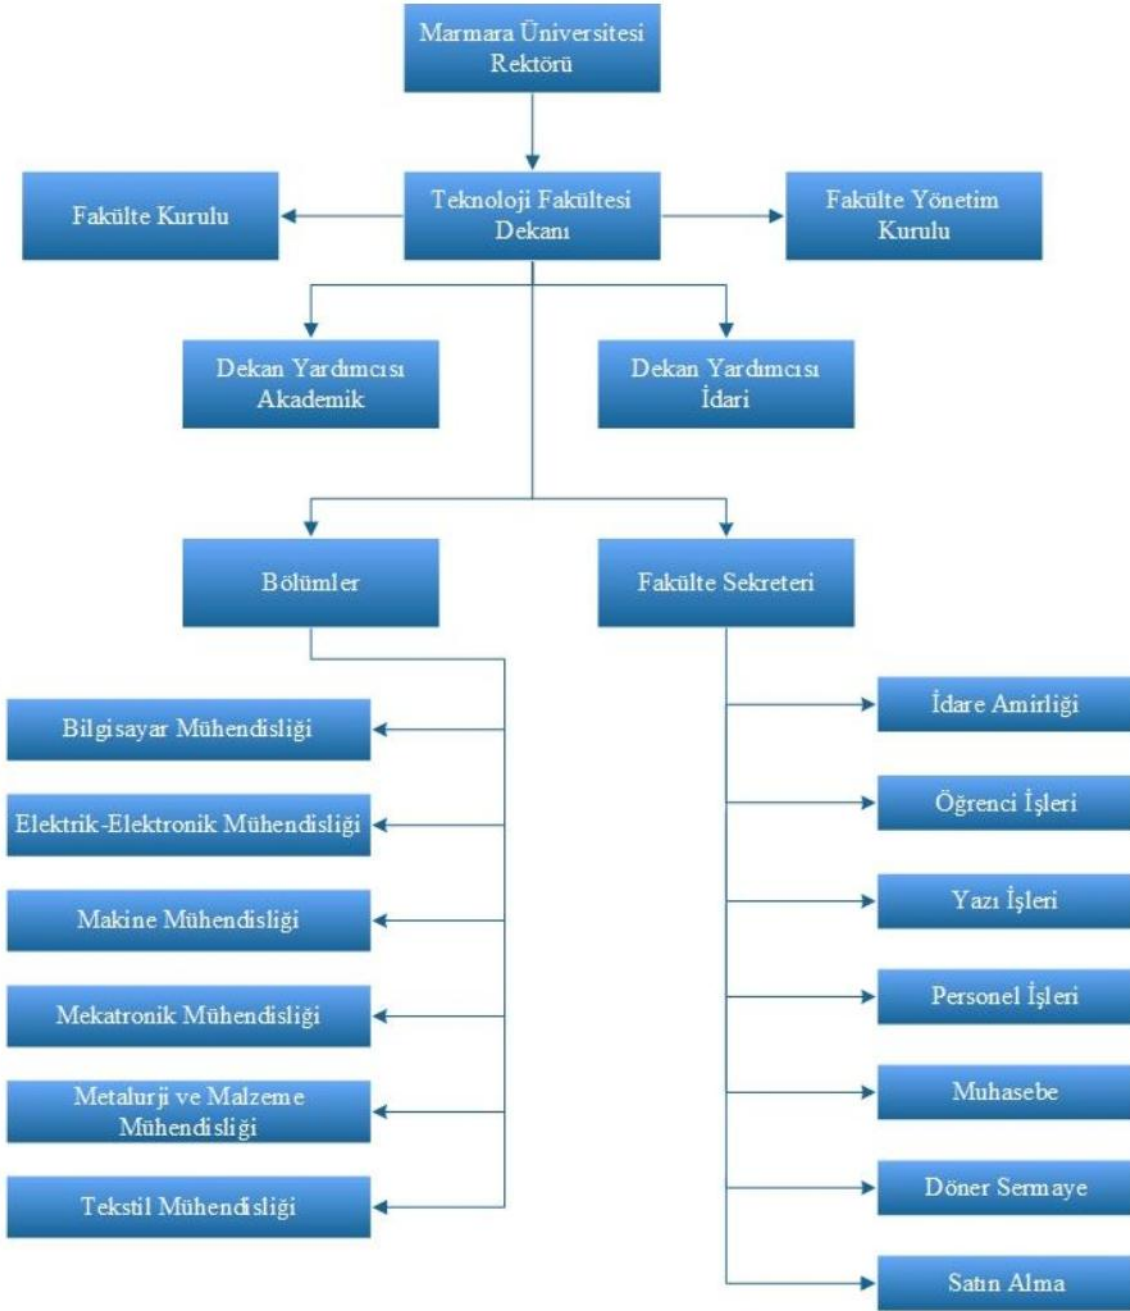 Marmara Üniversitesi
Rektörü
Fakülte Kurulu
Teknoloji Fakültesi
Dekanı
Fakülte Yönetim
Kurulu
Dekan Yardımcısı
Akademik
Dekan Yardımcısı
İdari
Bölümler
Fakülte Sekreteri
Bilgisayar Mühendisliği
Elektrik-Elektronik Mühendisliği
Makine Mühendisliği
Mekatronik Mühendisliği
Metalurji ve Malzeme
Mühendisliği
Tekstil Mühendisliği
İdare Amirliği
Öğrenci İşleri
Yazı İşleri
Personel İşleri
Muhasebe
Döner Sermaye
Satın Alma